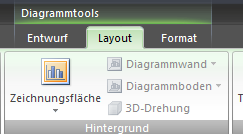 Diagrammtools
Entwurf Layout Format
Zeichnungsfläche
Diagrammwand
Diagrammboden
3D-Drehung
Hintergrund